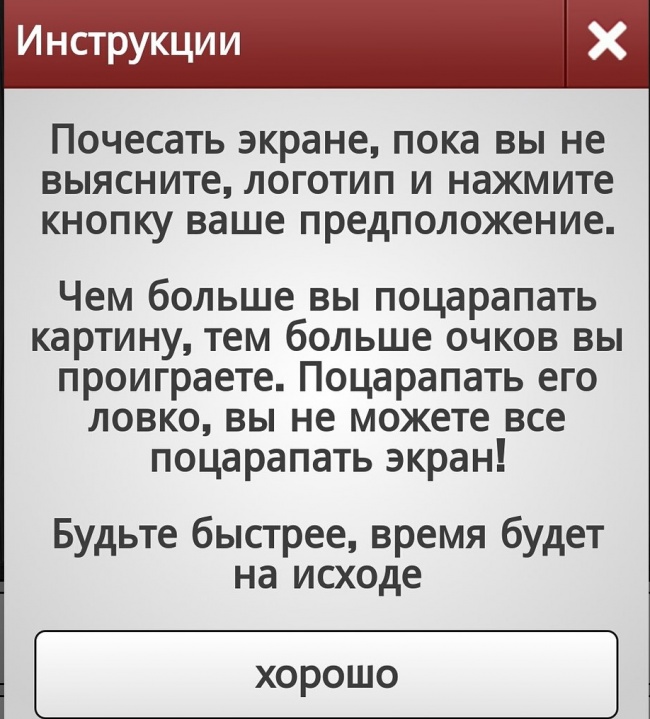 Инструкции
Почесать экране, пока вы не
выясните, логотип и нажмите
кнопку ваше предположение.
Чем больше вы поцарапать
картину, тем больше очков вы
проиграете. Поцарапать его
ловко, вы не можете все
поцарапать экран!
Будьте быстрее, время будет
на исходе
хорошо